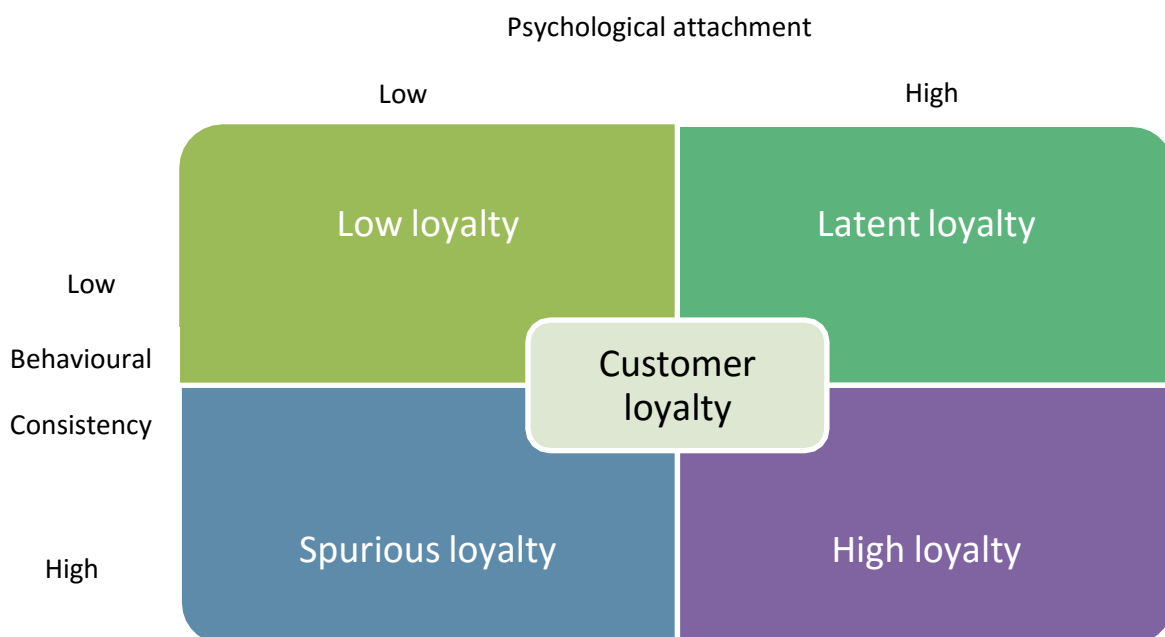 Psychological attachment
Low
High
Low loyalty
Latent loyalty
Low
Customer
loyalty
Behavioural
Consistency
Spurious loyalty
High loyalty
High